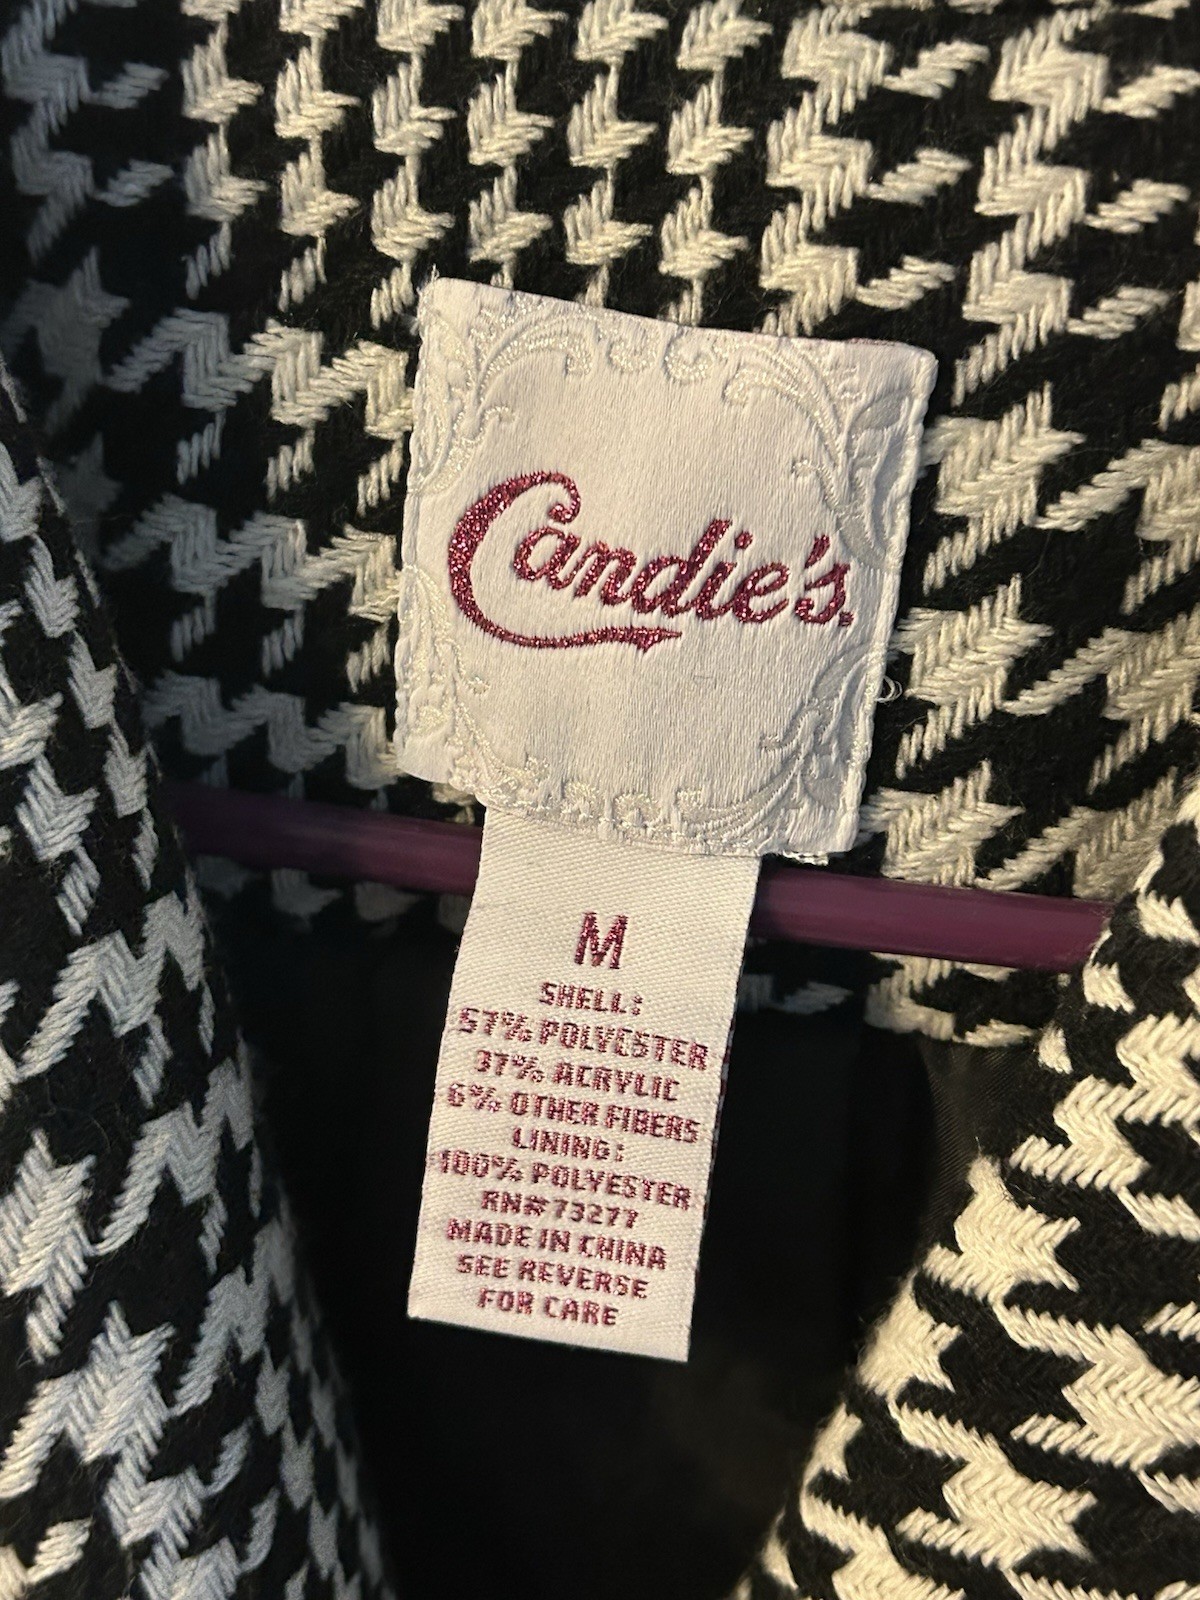 Candie's.
M
SHELL:
57% POLYESTER
37% ACRYLIC
6% OTHER FIBERS
LINING:
100% POLYESTER
RN# 73277
MADE IN CHINA
SEE REVERSE
FOR CARE